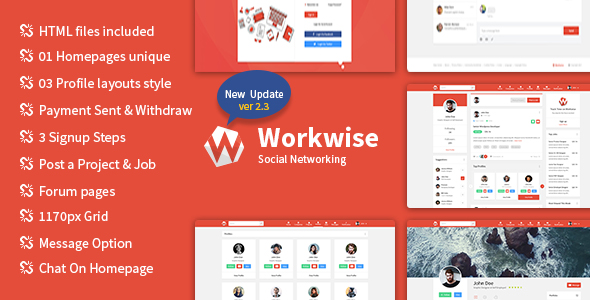 HTML files included
01 Homepages unique
03 Profile layouts style
Payment Sent & Withdraw
3 Signup Steps
Post a Project & Job
Forum pages
1170px Grid
Message Option
Chat On Homepage
New Update
ver 2.3
Workwise
Social Networking
John Doe